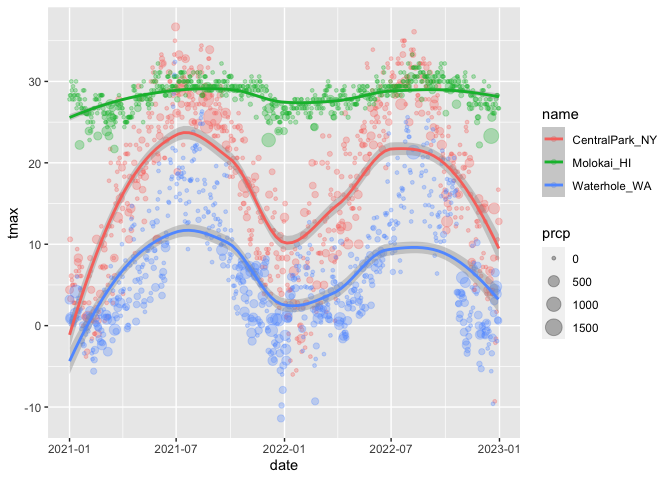 30
20
10
0
-10
tmax
2021-01
2021-07
2022-01
2022-07
2023-01
date
name
CentralPark_NY
Molokai_HI
Waterhole_WA
prcp
0
500
1000
1500